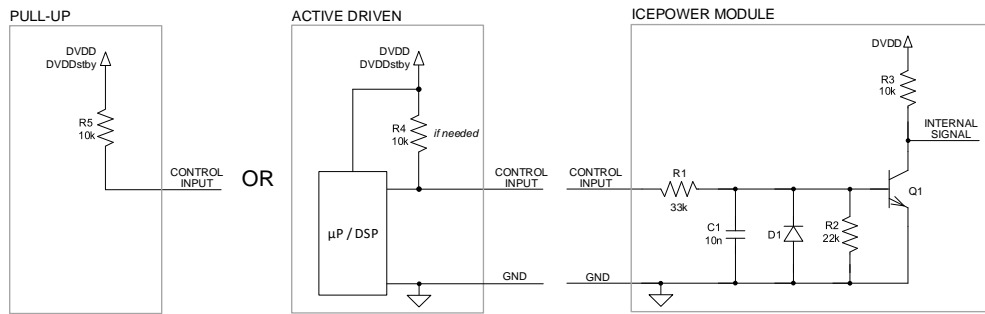 PULL-UP
DVDD
DVDDstby
R5
10k
CONTROL
INPUT
OR
ACTIVE DRIVEN
DVDD
DVDDstby
R4
10k
if needed
µP / DSP
CONTROL
INPUT
GND
ICEPOWER MODULE
CONTROL
INPUT
GND
R1
33k
C1
10n
D1
R2
22k
DVDD
R3
10k
INTERNAL
SIGNAL
Q1